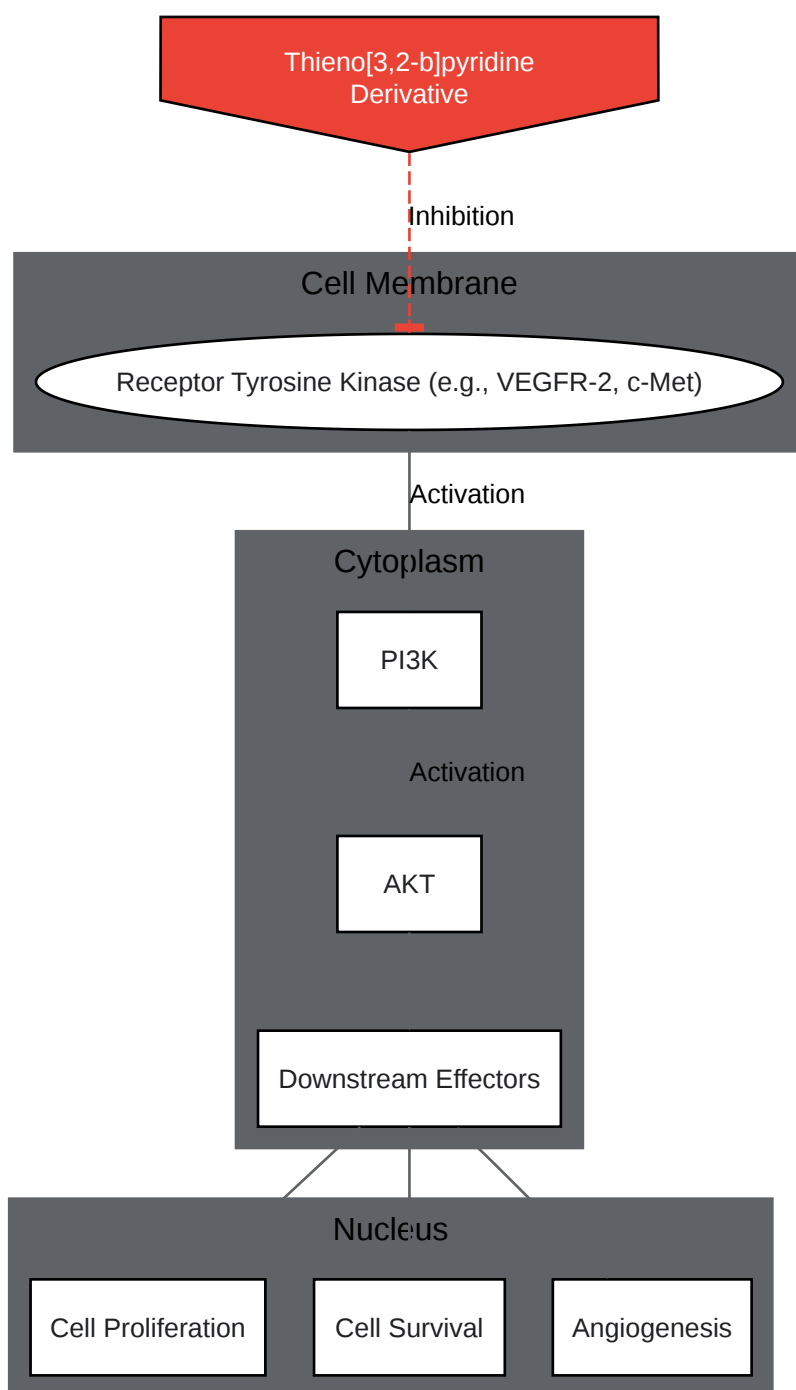 Thieno[3,2-b]pyridine
Derivative
Inhibition
Cell Membrane
Receptor Tyrosine Kinase (e.g., VEGFR-2, c-Met)
Activation
Cytoplasm
PI3K
Activation
AKT
Downstream Effectors
Nucleus
Cell Proliferation
Cell Survival
Angiogenesis